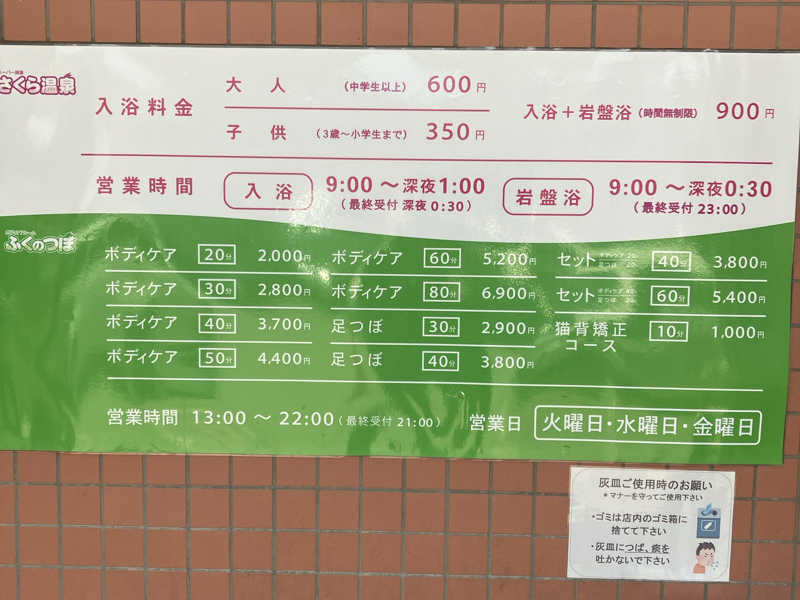 さくら温泉
入浴料金
大人 (中学生以上) 600円
子供 (3歳～小学生まで) 350円
入浴＋岩盤浴 (時間無制限) 900円
営業時間
入浴 9:00 ～深夜1:00
(最終受付 深夜 0:30)
岩盤浴 9:00 ～深夜0:30
(最終受付 23:00)
ふくのつぼ
ボディケア 20分 2,000円
ボディケア 30分 2,800円
ボディケア 40分 3,700円
ボディケア 50分 4,400円
ボディケア 60分 5,200円
ボディケア 80分 6,900円
足つぼ 30分 2,900円
足つぼ 40分 3,800円
セット 40分 3,800円
セット 60分 5,400円
猫背矯正
コース 10分 1,000円
営業時間 13:00 ～ 22:00 (最終受付 21:00)
営業日 火曜日・水曜日・金曜日
灰皿ご使用時のお願い
＊マナーを守ってご使用下さい
・ゴミは店内のゴミ箱に
捨てて下さい
・灰皿につば、痰を
吐かないで下さい